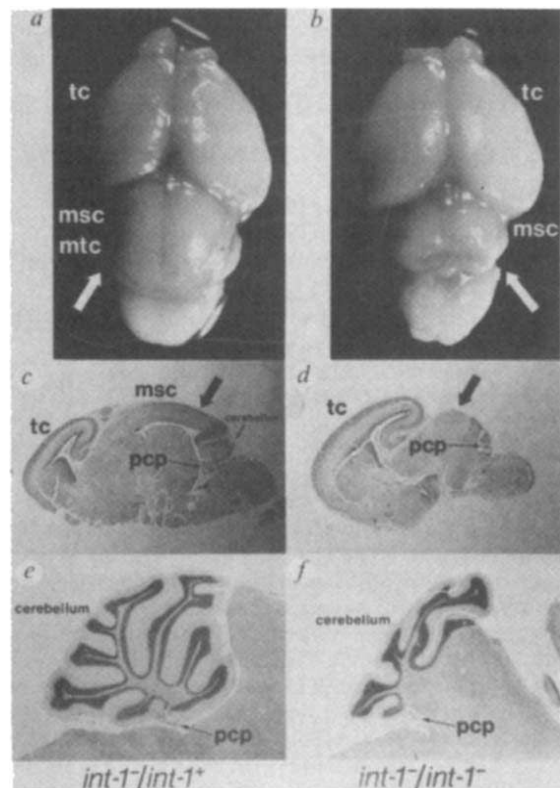 a
b
tc
tc
msc
mtc
msc
c
msc
cerebellum
tc
pcp
d
tc
pcp
e
cerebellum
pcp
f
cerebellum
pcp
int-1⁻/int-1⁺
int-1⁻/int-1⁻